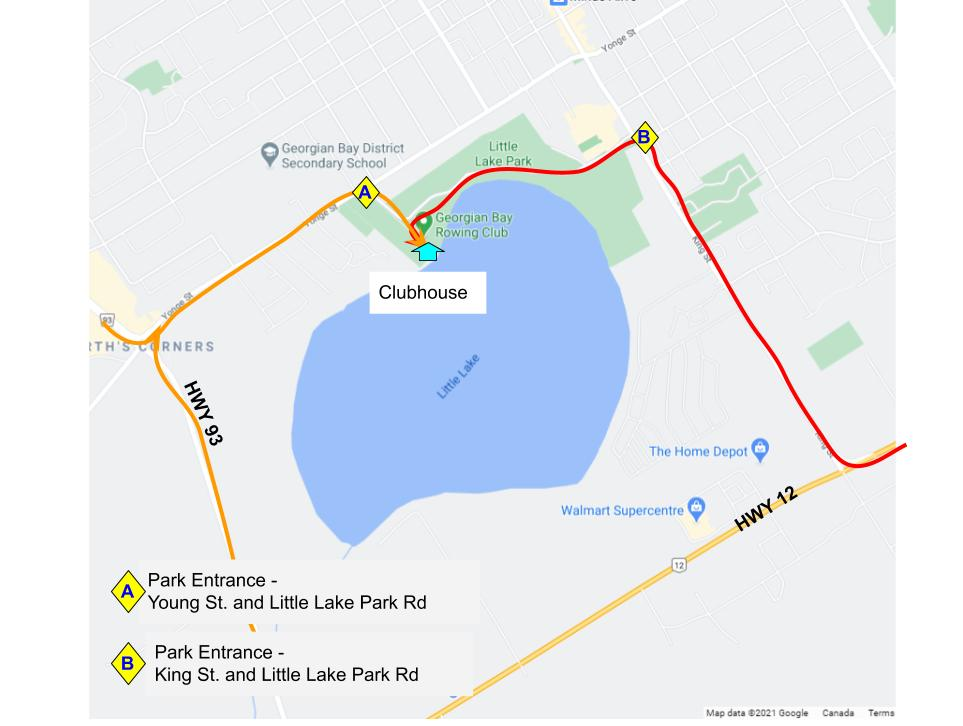 Yonge St
Georgian Bay District
Secondary School
Little
Lake Park
B
A
Yonge St
Georgian Bay
Rowing Club
King St
Clubhouse
Yonge St
93
RTH'S CORNERS
HWY 93
Little Lake
The Home Depot
King St
HWY 12
Walmart Supercentre
12
A
Park Entrance -
Young St. and Little Lake Park Rd
B
Park Entrance -
King St. and Little Lake Park Rd
Map data ©2021 Google Canada Terms